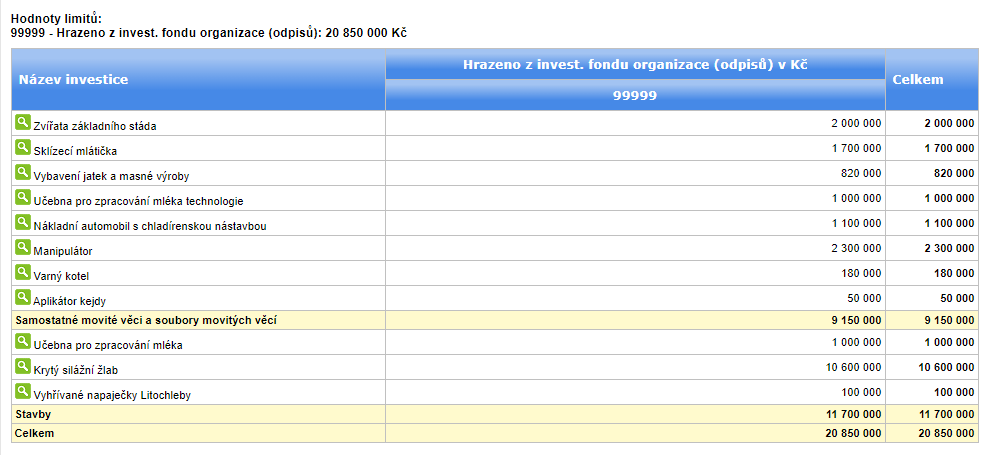 Hodnoty limitů:
99999 - Hrazeno z invest. fondu organizace (odpisů): 20 850 000 Kč
Název investice Hrazeno z invest. fondu organizace (odpisů) v Kč Celkem
99999
Zvířata základního stáda 2 000 000 2 000 000
Sklízecí mlátička 1 700 000 1 700 000
Vybavení jatek a masné výroby 820 000 820 000
Učebna pro zpracování mléka technologie 1 000 000 1 000 000
Nákladní automobil s chladírenskou nástavbou 1 100 000 1 100 000
Manipulátor 2 300 000 2 300 000
Varný kotel 180 000 180 000
Aplikátor kejdy 50 000 50 000
Samostatné movité věci a soubory movitých věcí 9 150 000 9 150 000
Učebna pro zpracování mléka 1 000 000 1 000 000
Krytý silážní žlab 10 600 000 10 600 000
Vyhřívané napaječky Litochleby 100 000 100 000
Stavby 11 700 000 11 700 000
Celkem 20 850 000 20 850 000